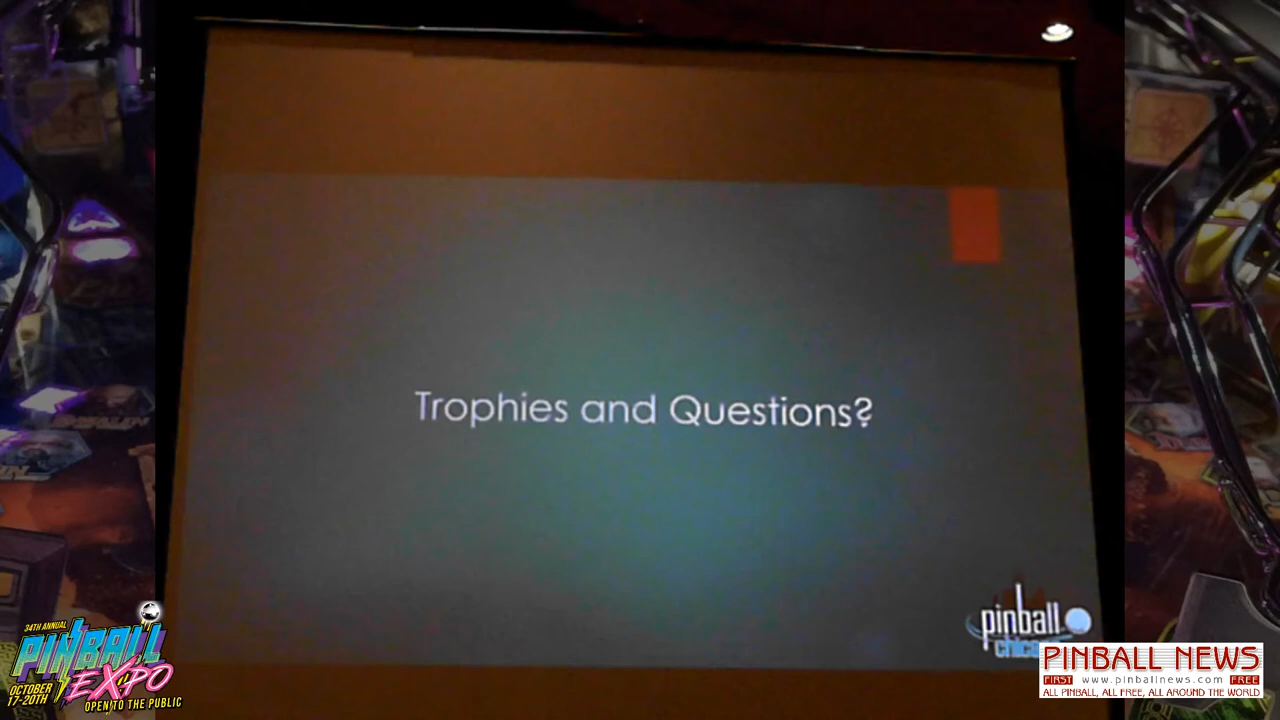 Trophies and Questions?
pinball
chicago
34TH ANNUAL
PINBALL
EXPO
OCTOBER
17-20TH
OPEN TO THE PUBLIC
PINBALL NEWS
FIRST www.pinballnews.com FREE
ALL PINBALL, ALL FREE, ALL AROUND THE WORLD